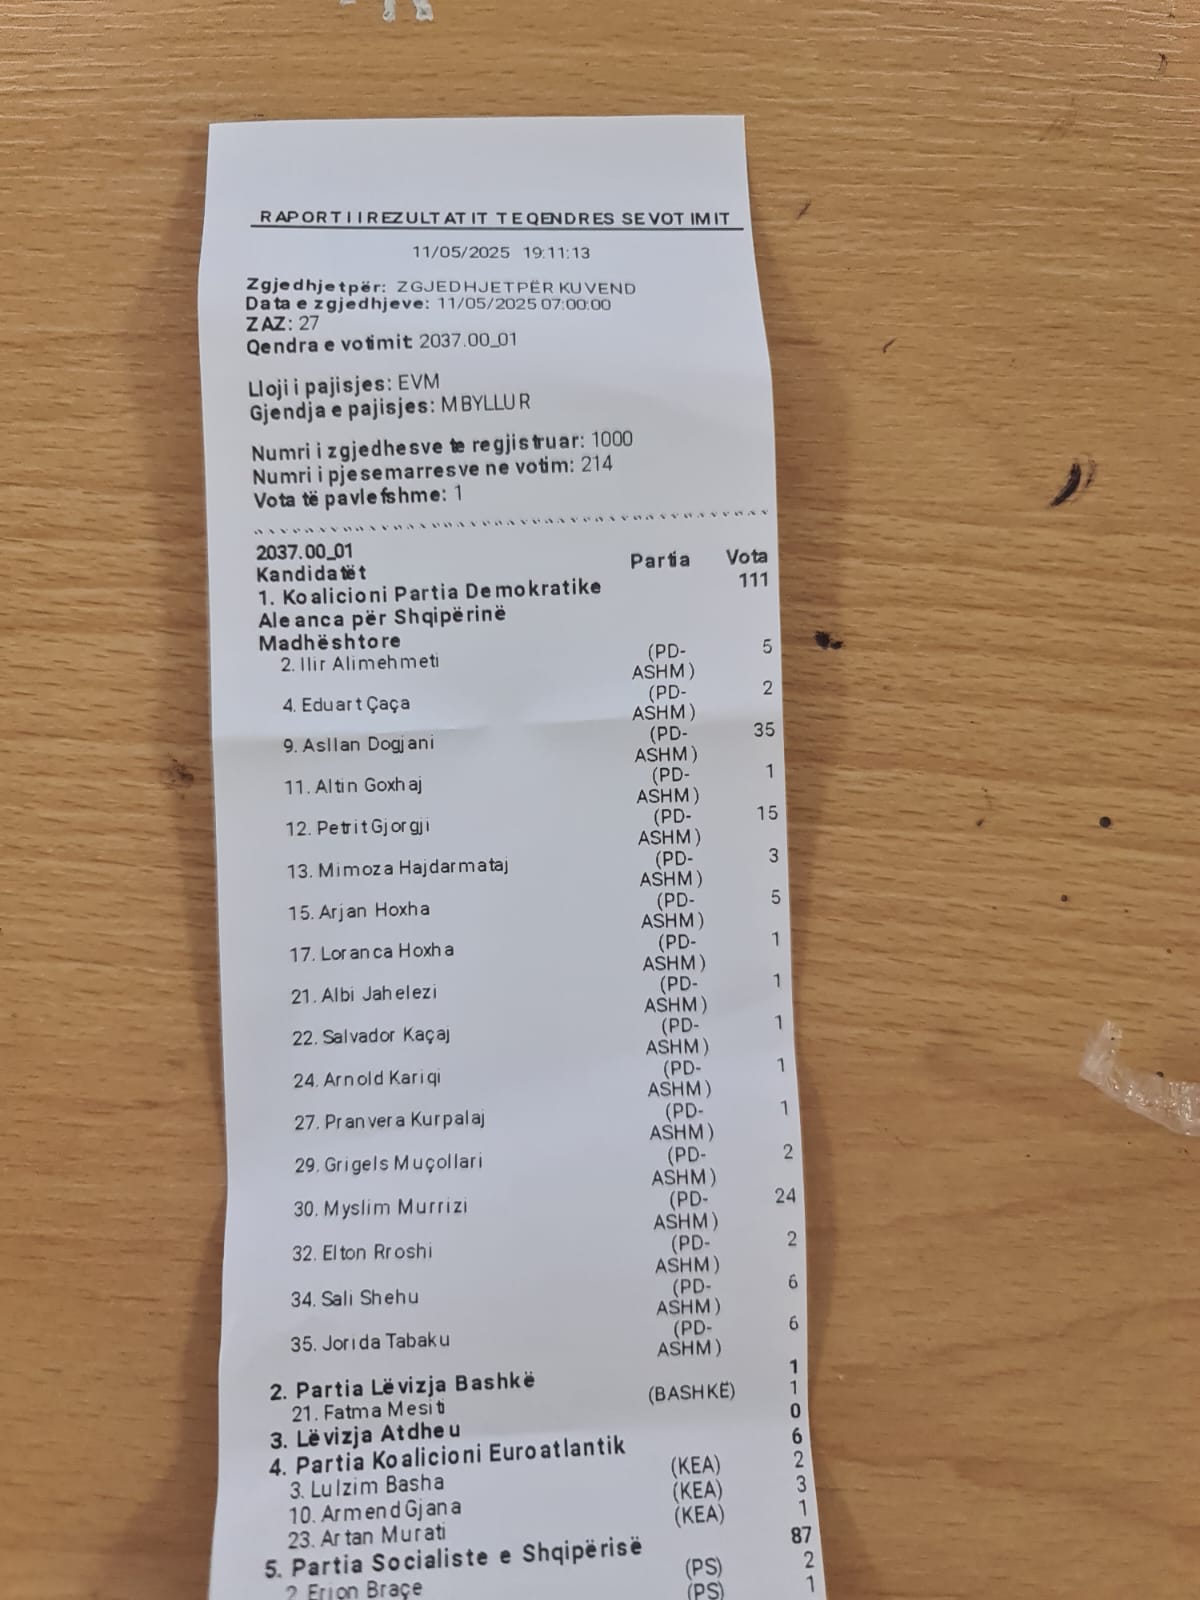 RAPORTI I REZULTATIT TE QENDRES SE VOTIMIT
11/05/2025 19:11:13
Zgjedhjet për: ZGJEDHJET PËR KUVEND
Data e zgjedhjeve: 11/05/2025 07:00:00
ZAZ: 27
Qendra e votimit 2037.00_01
Lloji i pajisjes: EVM
Gjendja e pajisjes: MBYLLUR
Numri i zgjedhesve te regjistruar: 1000
Numri i pjesemarresve ne votim: 214
Vota të pavlefshme: 1
2037.00_01
Kandidatët Partia Vota
1. Koalicioni Partia Demokratike 111
Aleanca për Shqipërinë
Madhështore
2. Ilir Alimehmeti (PD-ASHM) 5
4. Eduart Çaça (PD-ASHM) 2
9. Asllan Dogjani (PD-ASHM) 35
11. Altin Goxhaj (PD-ASHM) 1
12. Petrit Gjorgji (PD-ASHM) 15
13. Mimoza Hajdarmataj (PD-ASHM) 3
15. Arjan Hoxha (PD-ASHM) 5
17. Loranca Hoxha (PD-ASHM) 1
21. Albi Jahelezi (PD-ASHM) 1
22. Salvador Kaçaj (PD-ASHM) 1
24. Arnold Kariqi (PD-ASHM) 1
27. Pranvera Kurpalaj (PD-ASHM) 1
29. Grigels Muçollari (PD-ASHM) 2
30. Myslim Murrizi (PD-ASHM) 24
32. Elton Rroshi (PD-ASHM) 2
34. Sali Shehu (PD-ASHM) 6
35. Jorida Tabaku (PD-ASHM) 6
2. Partia Lëvizja Bashkë 1
21. Fatma Mesiti (BASHKË) 1
3. Lëvizja Atdheu 0
4. Partia Koalicioni Euroatlantik 6
3. Lulzim Basha (KEA) 2
10. Armend Gjana (KEA) 3
23. Artan Murati (KEA) 1
5. Partia Socialiste e Shqipërisë 87
2. Erion Braçe (PS) 2
(PS) 1